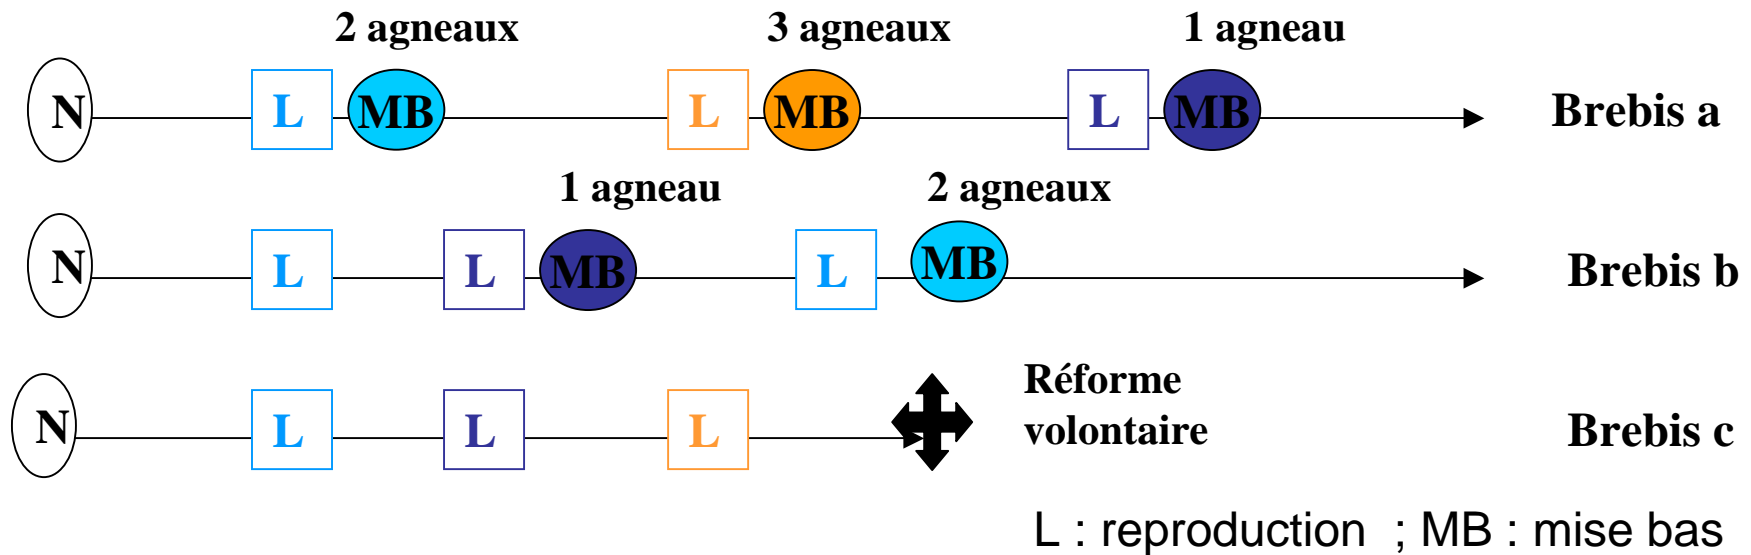 2 agneaux 3 agneaux 1 agneau
N L MB L MB L MB Brebis a
1 agneau 2 agneaux
N L L MB L MB Brebis b
N L L L Réforme volontaire Brebis c
L : reproduction ; MB : mise bas